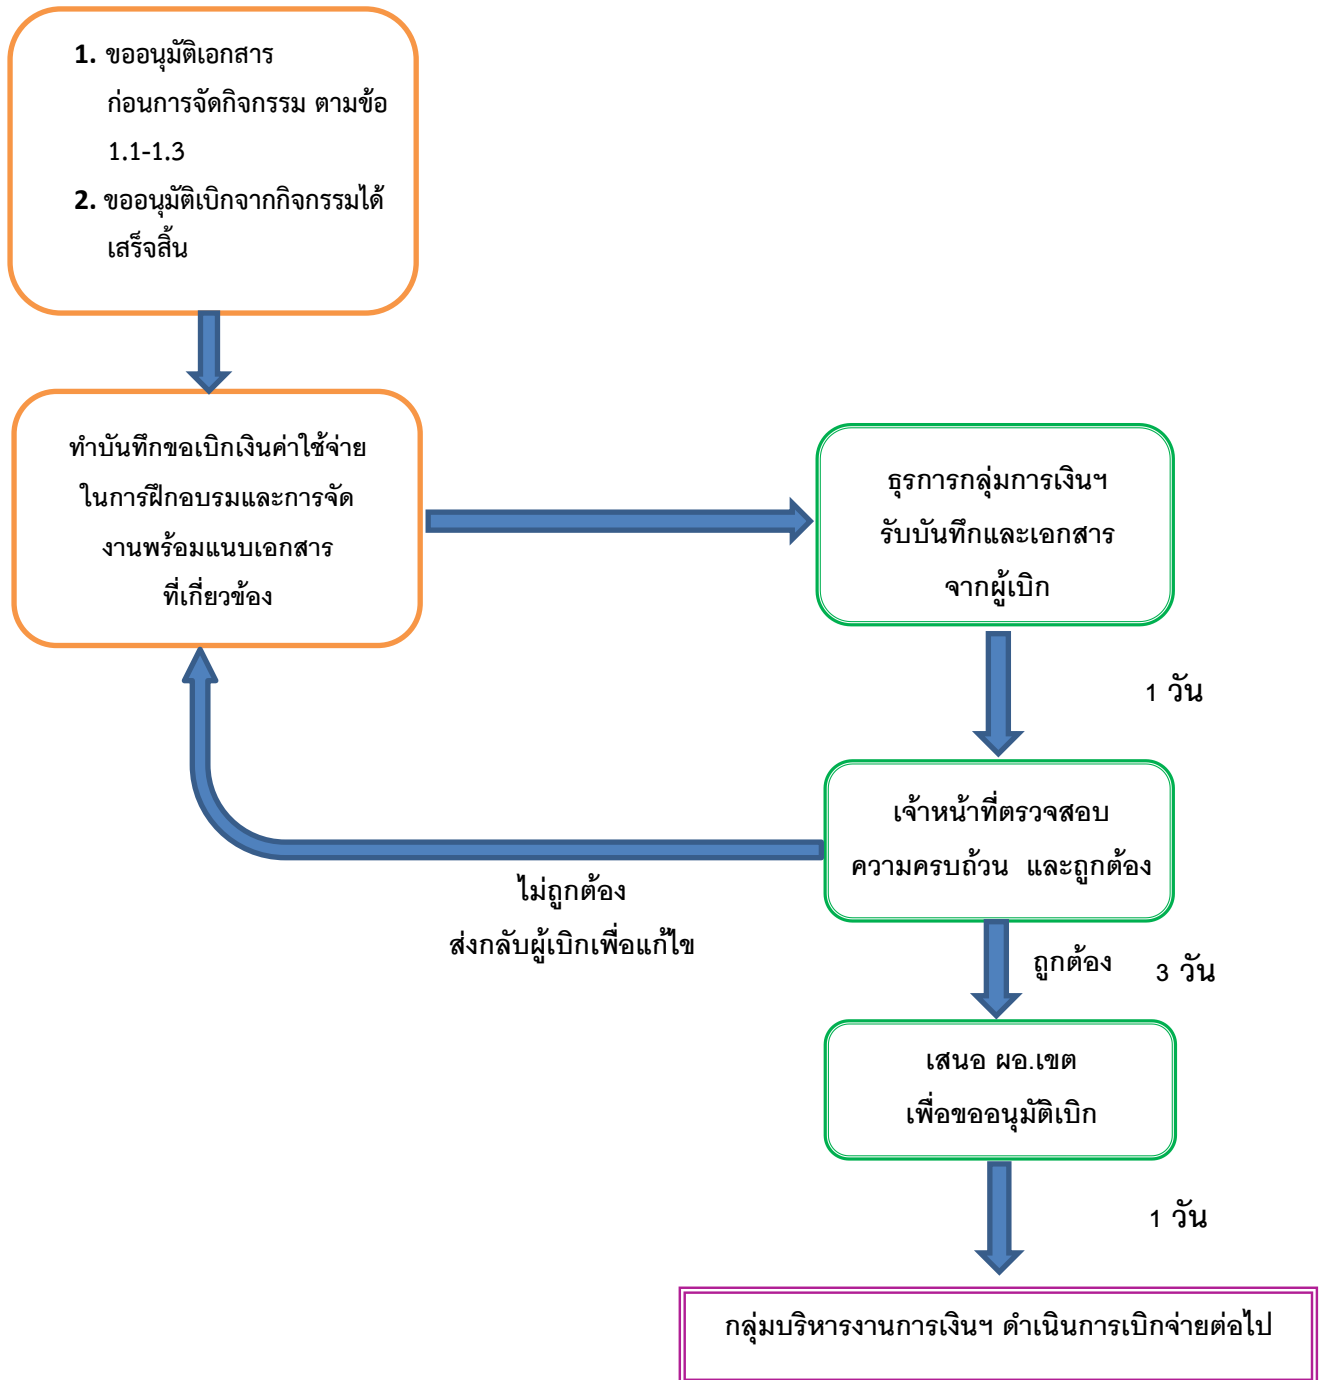 1. ขออนุมัติเอกสาร
ก่อนการจัดกิจกรรม ตามข้อ
1.1-1.3
2. ขออนุมัติเบิกจากกิจกรรมได้
เสร็จสิ้น
ทำบันทึกขอเบิกเงินค่าใช้จ่าย
ในการฝึกอบรมและการจัด
งานพร้อมแนบเอกสาร
ที่เกี่ยวข้อง
ธุรการกลุ่มการเงินฯ
รับบันทึกและเอกสาร
จากผู้เบิก
1 วัน
เจ้าหน้าที่ตรวจสอบ
ความครบถ้วน และถูกต้อง
ไม่ถูกต้อง
ส่งกลับผู้เบิกเพื่อแก้ไข
ถูกต้อง 3 วัน
เสนอ ผอ.เขต
เพื่อขออนุมัติเบิก
1 วัน
กลุ่มบริหารงานการเงินฯ ดำเนินการเบิกจ่ายต่อไป